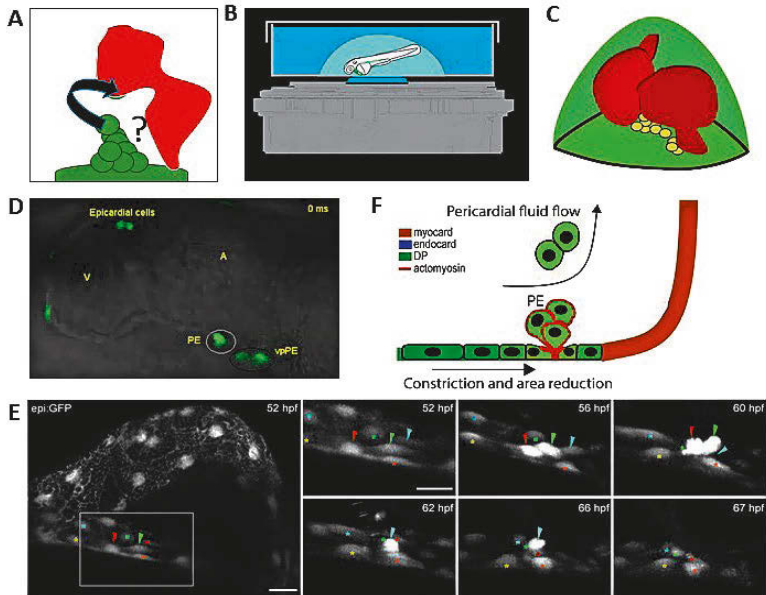 A
?
B
C
D
Epicardial cells
0 ms
V
A
PE
vpPE
F
Pericardial fluid flow
myocard
endocard
DP
actomyosin
PE
Constriction and area reduction
E
epi:GFP
52 hpf
52 hpf
56 hpf
60 hpf
62 hpf
66 hpf
67 hpf